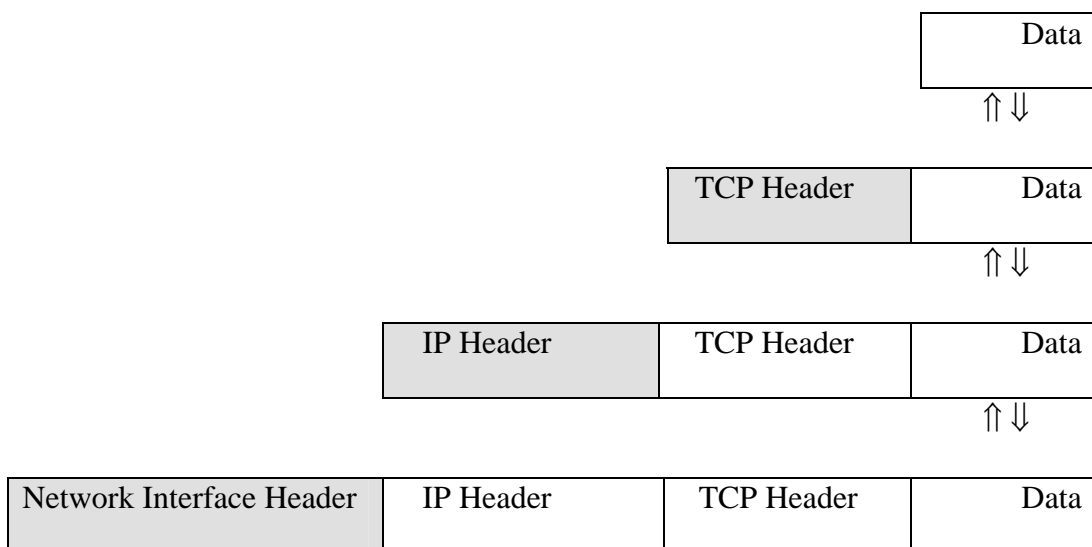 Data
⇑⇓
TCP Header Data
⇑⇓
IP Header TCP Header Data
⇑⇓
Network Interface Header IP Header TCP Header Data